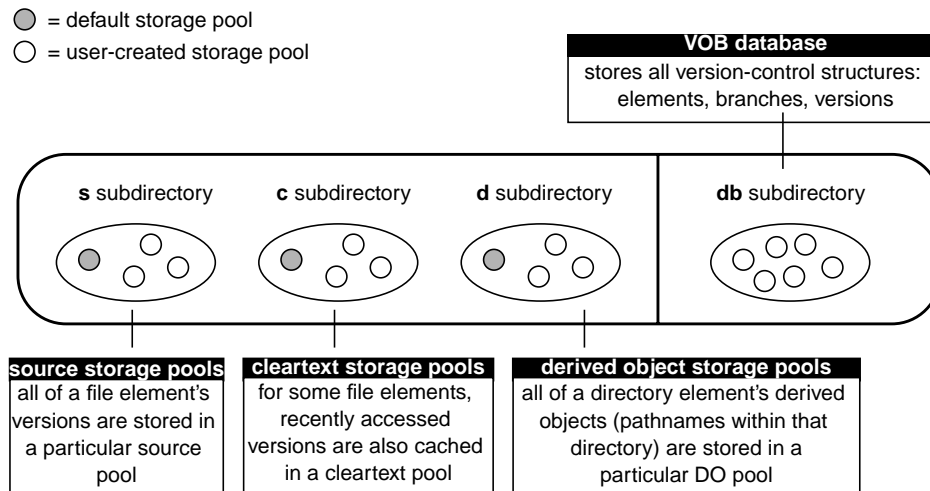 = default storage pool
= user-created storage pool
VOB database
stores all version-control structures:
elements, branches, versions
s subdirectory
c subdirectory
d subdirectory
db subdirectory
source storage pools
all of a file element’s
versions are stored in
a particular source
pool
cleartext storage pools
for some file elements,
recently accessed
versions are also cached
in a cleartext pool
derived object storage pools
all of a directory element’s derived
objects (pathnames within that
directory) are stored in a
particular DO pool